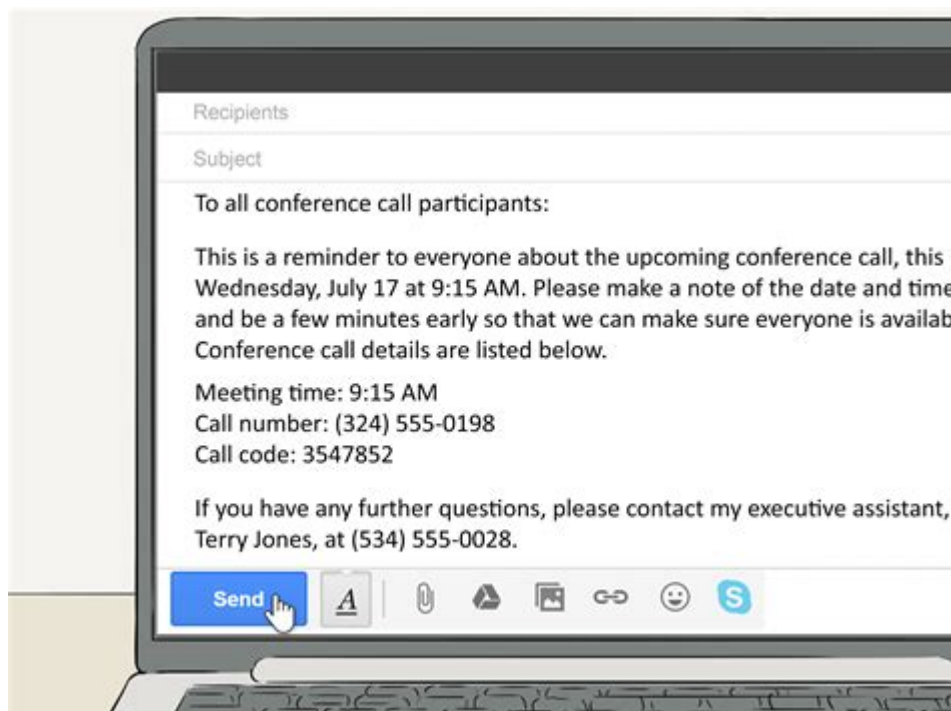 Recipients
Subject
To all conference call participants:
This is a reminder to everyone about the upcoming conference call, this
Wednesday, July 17 at 9:15 AM. Please make a note of the date and time
and be a few minutes early so that we can make sure everyone is availab
Conference call details are listed below.
Meeting time: 9:15 AM
Call number: (324) 555-0198
Call code: 3547852
If you have any further questions, please contact my executive assistant,
Terry Jones, at (534) 555-0028.
Send A S